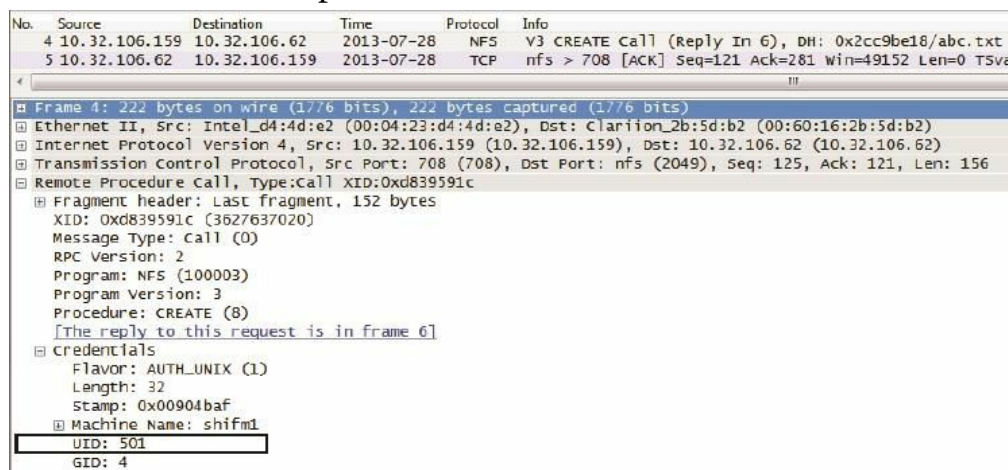 No. Source Destination Time Protocol Info
4 10.32.106.159 10.32.106.62 2013-07-28 NFS V3 CREATE Call (Reply In 6), DH: 0x2cc9be18/abc.txt
5 10.32.106.62 10.32.106.159 2013-07-28 TCP nfs > 708 [ACK] Seq=121 Ack=281 Win=49152 Len=0 TSva
Frame 4: 222 bytes on wire (1776 bits), 222 bytes captured (1776 bits)
Ethernet II, Src: Intel_d4:4d:e2 (00:04:23:d4:4d:e2), Dst: Clariion_2b:5d:b2 (00:60:16:2b:5d:b2)
Internet Protocol Version 4, Src: 10.32.106.159 (10.32.106.159), Dst: 10.32.106.62 (10.32.106.62)
Transmission Control Protocol, Src Port: 708 (708), Dst Port: nfs (2049), Seq: 125, Ack: 121, Len: 156
Remote Procedure Call, Type:Call XID:0xd839591c
Fragment header: Last fragment, 152 bytes
XID: 0xd839591c (3627637020)
Message Type: Call (0)
RPC Version: 2
Program: NFS (100003)
Program Version: 3
Procedure: CREATE (8)
[The reply to this request is in frame 6]
Credentials
Flavor: AUTH_UNIX (1)
Length: 32
Stamp: 0x00904baf
Machine Name: shifm1
UID: 501
GID: 4